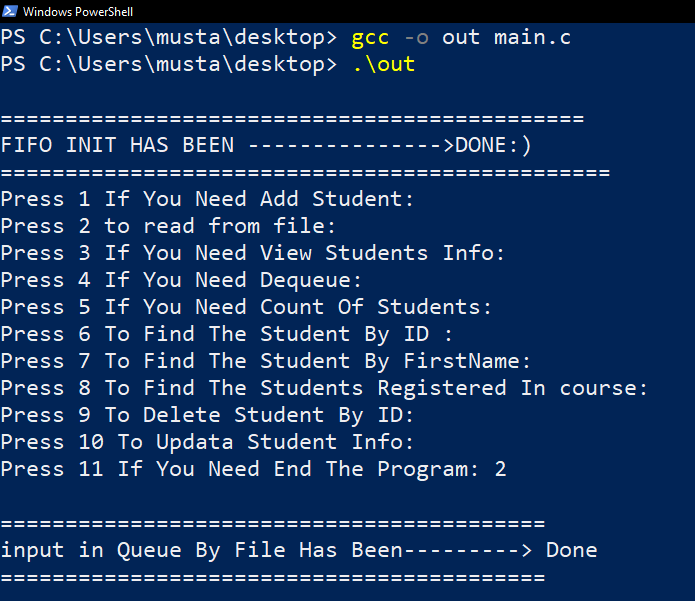 Windows PowerShell
PS C:\Users\musta\desktop> gcc -o out main.c
PS C:\Users\musta\desktop> .\out
=============================================
FIFO INIT HAS BEEN --------------->DONE:)
===============================================
Press 1 If You Need Add Student:
Press 2 to read from file:
Press 3 If You Need View Students Info:
Press 4 If You Need Dequeue:
Press 5 If You Need Count Of Students:
Press 6 To Find The Student By ID :
Press 7 To Find The Student By FirstName:
Press 8 To Find The Students Registered In course:
Press 9 To Delete Student By ID:
Press 10 To Updata Student Info:
Press 11 If You Need End The Program: 2
==========================================
input in Queue By File Has Been---------> Done
==========================================